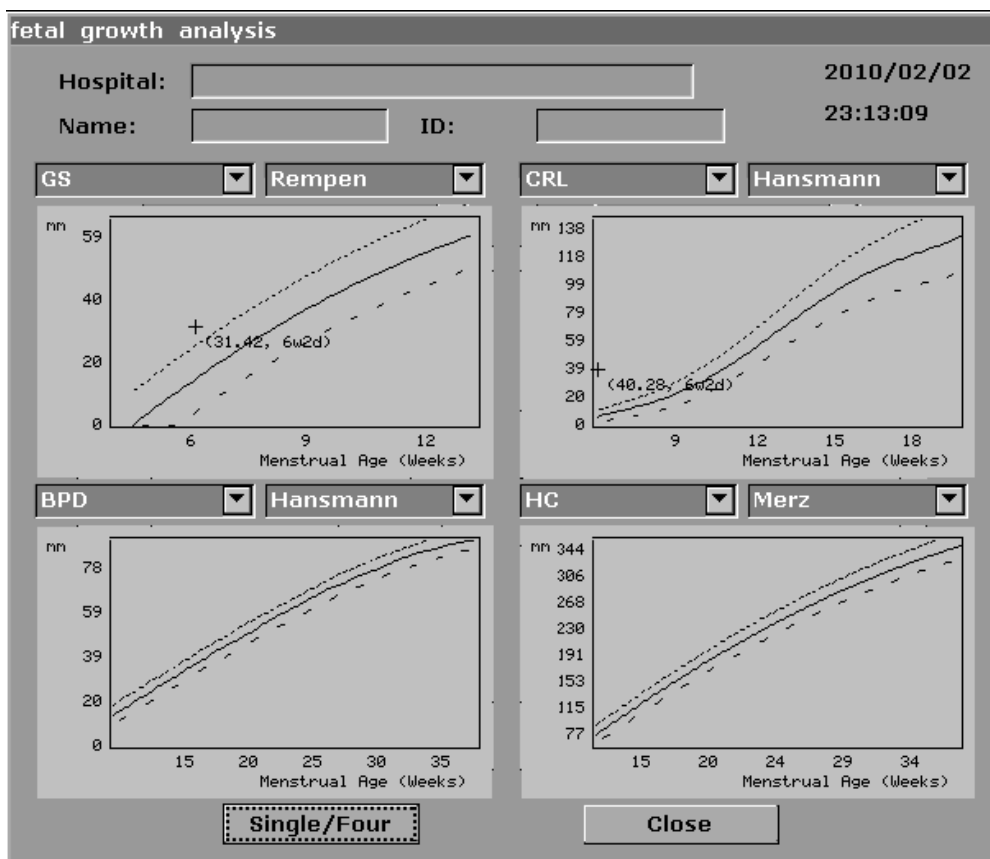 fetal growth analysis
Hospital:
2010/02/02
Name:
ID:
23:13:09
GS
Rempen
CRL
Hansmann
mm
59
40
20
0
(31.42, 6w2d)
6 9 12
Menstrual Age (Weeks)
mm 138
118
99
79
59
39
20
0
(40.28, 6w2d)
9 12 15 18
Menstrual Age (Weeks)
BPD
Hansmann
HC
Merz
mm
78
59
39
20
0
15 20 25 30 35
Menstrual Age (Weeks)
mm 344
306
268
230
191
153
115
77
15 20 24 29 34
Menstrual Age (Weeks)
Single/Four
Close